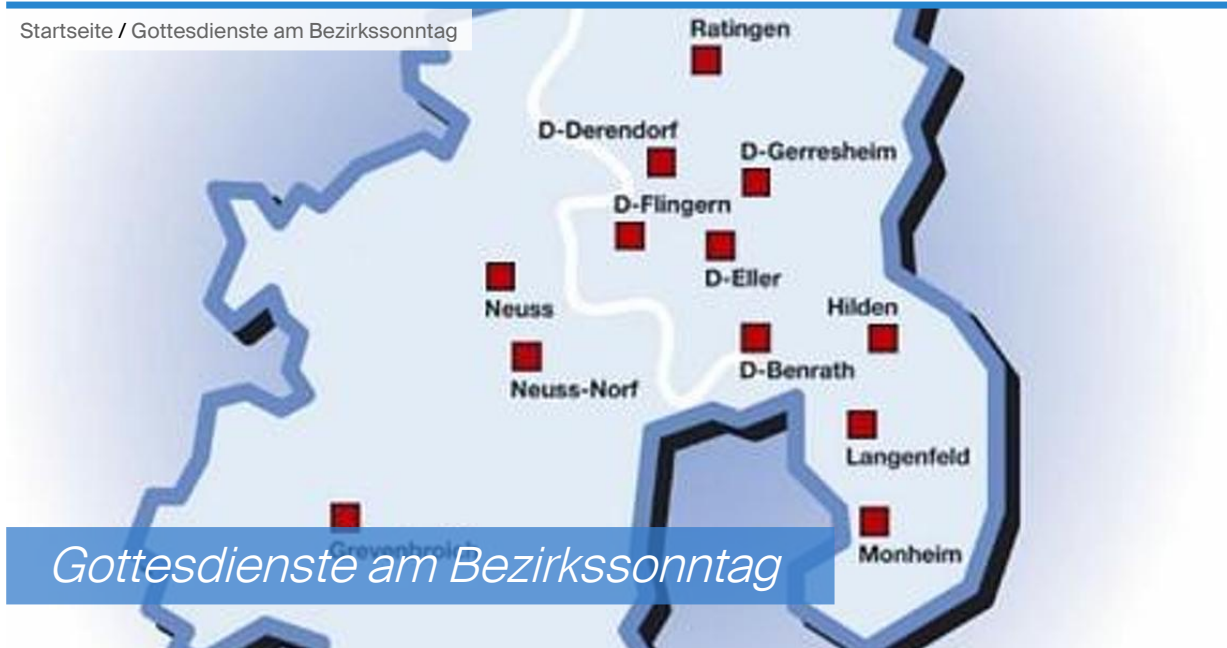 Startseite / Gottesdienste am Bezirkssonntag
Ratingen
D-Derendorf
D-Gerresheim
D-Flingern
D-Eller
Neuss
Hilden
D-Benrath
Neuss-Norf
Langenfeld
Grevenbroich
Monheim
Gottesdienste am Bezirkssonntag